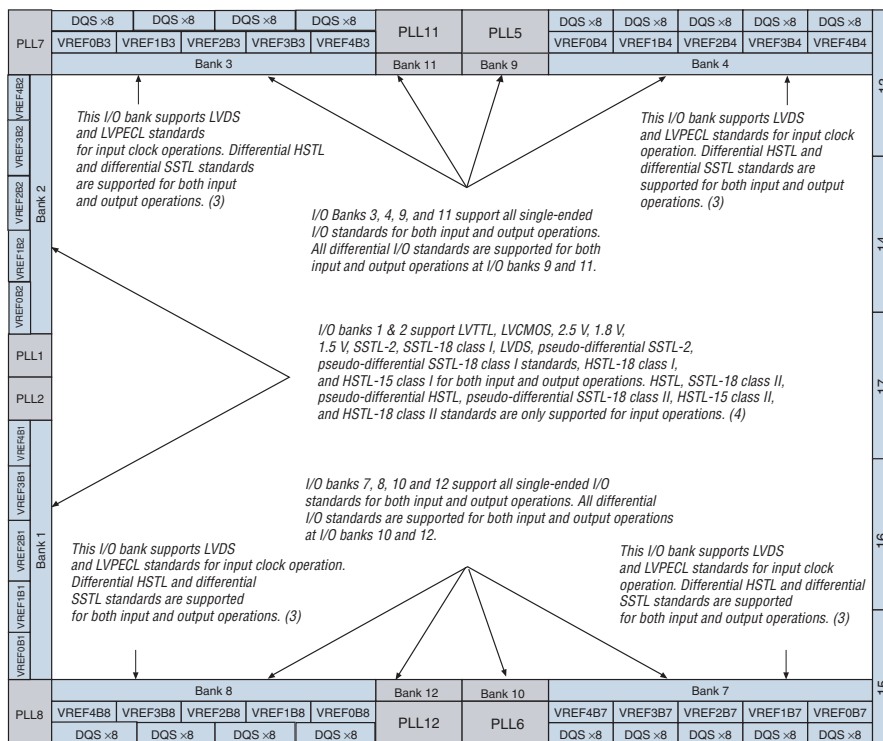 DQS ×8 DQS ×8 DQS ×8 DQS ×8 DQS ×8 DQS ×8 DQS ×8 DQS ×8 DQS ×8
PLL7 VREF0B3 VREF1B3 VREF2B3 VREF3B3 VREF4B3 PLL11 PLL5 VREF0B4 VREF1B4 VREF2B4 VREF3B4 VREF4B4
Bank 3 Bank 11 Bank 9 Bank 4
VREF4B2
VREF3B2
VREF2B2
VREF1B2
VREF0B2
Bank 2
This I/O bank supports LVDS
and LVPECL standards
for input clock operations. Differential HSTL
and differential SSTL standards
are supported for both input
and output operations. (3)
This I/O bank supports LVDS
and LVPECL standards for input clock
operation. Differential HSTL and
differential SSTL standards are
supported for both input and output
operations. (3)
I/O Banks 3, 4, 9, and 11 support all single-ended
I/O standards for both input and output operations.
All differential I/O standards are supported for both
input and output operations at I/O banks 9 and 11.
14
PLL1
PLL2
I/O banks 1 & 2 support LVTTL, LVCMOS, 2.5 V, 1.8 V,
1.5 V, SSTL-2, SSTL-18 class I, LVDS, pseudo-differential SSTL-2,
pseudo-differential SSTL-18 class I standards, HSTL-18 class I,
and HSTL-15 class I for both input and output operations. HSTL, SSTL-18 class II,
pseudo-differential HSTL, pseudo-differential SSTL-18 class II, HSTL-15 class II,
and HSTL-18 class II standards are only supported for input operations. (4)
17
VREF4B1
VREF3B1
VREF2B1
VREF1B1
VREF0B1
Bank 1
I/O banks 7, 8, 10 and 12 support all single-ended I/O
standards for both input and output operations. All differential
I/O standards are supported for both input and output operations
at I/O banks 10 and 12.
16
This I/O bank supports LVDS
and LVPECL standards for input clock operation.
Differential HSTL and differential
SSTL standards are supported
for both input and output operations. (3)
This I/O bank supports LVDS
and LVPECL standards for input clock
operation. Differential HSTL and differential
SSTL standards are supported
for both input and output operations. (3)
Bank 8 Bank 12 Bank 10 Bank 7
PLL8 VREF4B8 VREF3B8 VREF2B8 VREF1B8 VREF0B8 PLL12 PLL6 VREF4B7 VREF3B7 VREF2B7 VREF1B7 VREF0B7
DQS ×8 DQS ×8 DQS ×8 DQS ×8 DQS ×8 DQS ×8 DQS ×8 DQS ×8 DQS ×8